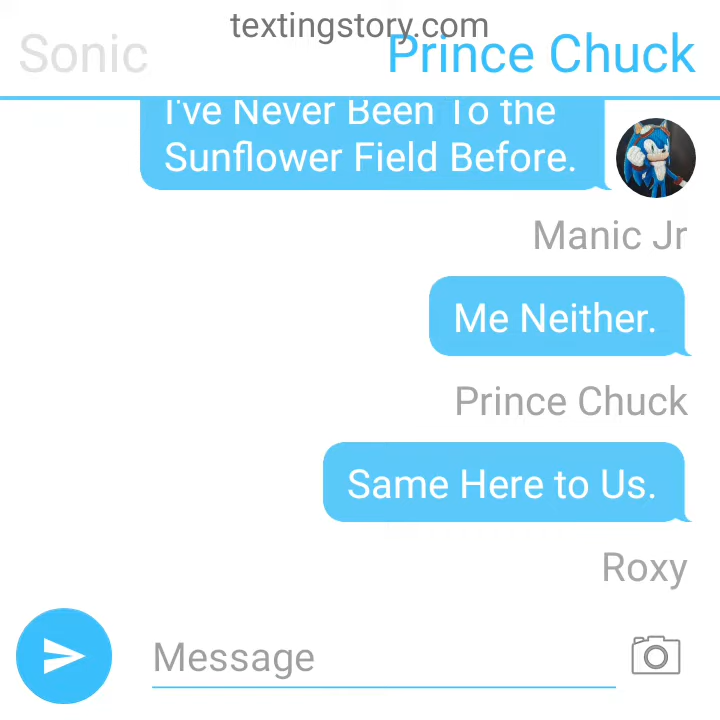 textingstory.com
Sonic Prince Chuck
I've Never Been To the
Sunflower Field Before.
Manic Jr
Me Neither.
Prince Chuck
Same Here to Us.
Roxy
Message